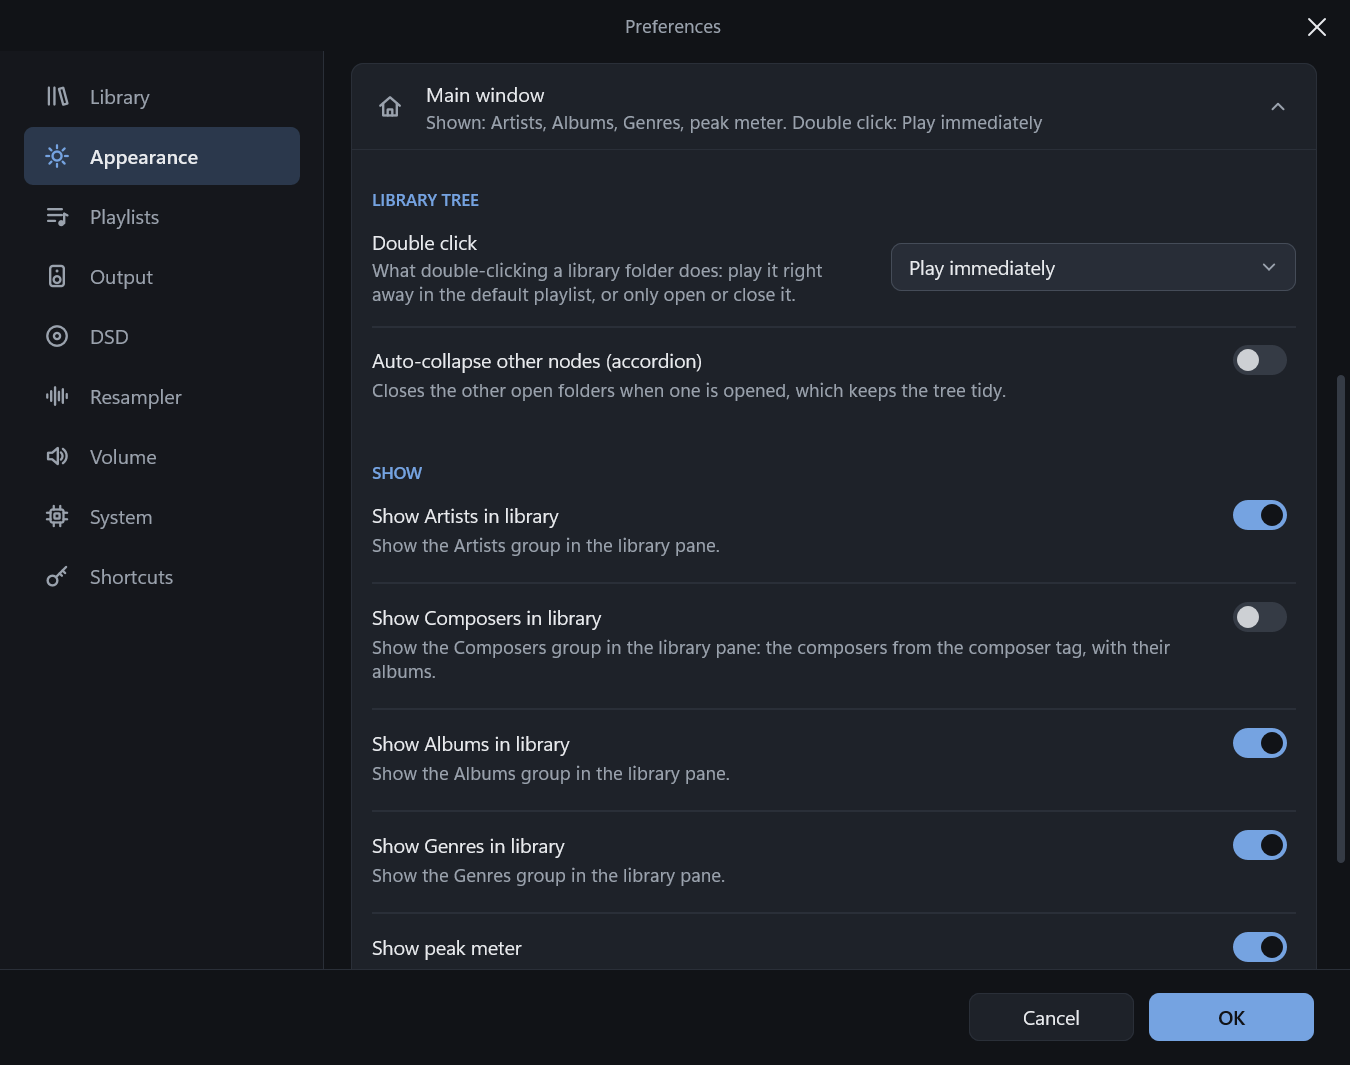 Preferences
Library
Appearance
Playlists
Output
DSD
Resampler
Volume
System
Shortcuts
Main window
Shown: Artists, Albums, Genres, peak meter. Double click: Play immediately
LIBRARY TREE
Double click
What double-clicking a library folder does: play it right
away in the default playlist, or only open or close it.
Play immediately
Auto-collapse other nodes (accordion)
Closes the other open folders when one is opened, which keeps the tree tidy.
SHOW
Show Artists in library
Show the Artists group in the library pane.
Show Composers in library
Show the Composers group in the library pane: the composers from the composer tag, with their
albums.
Show Albums in library
Show the Albums group in the library pane.
Show Genres in library
Show the Genres group in the library pane.
Show peak meter
Cancel
OK